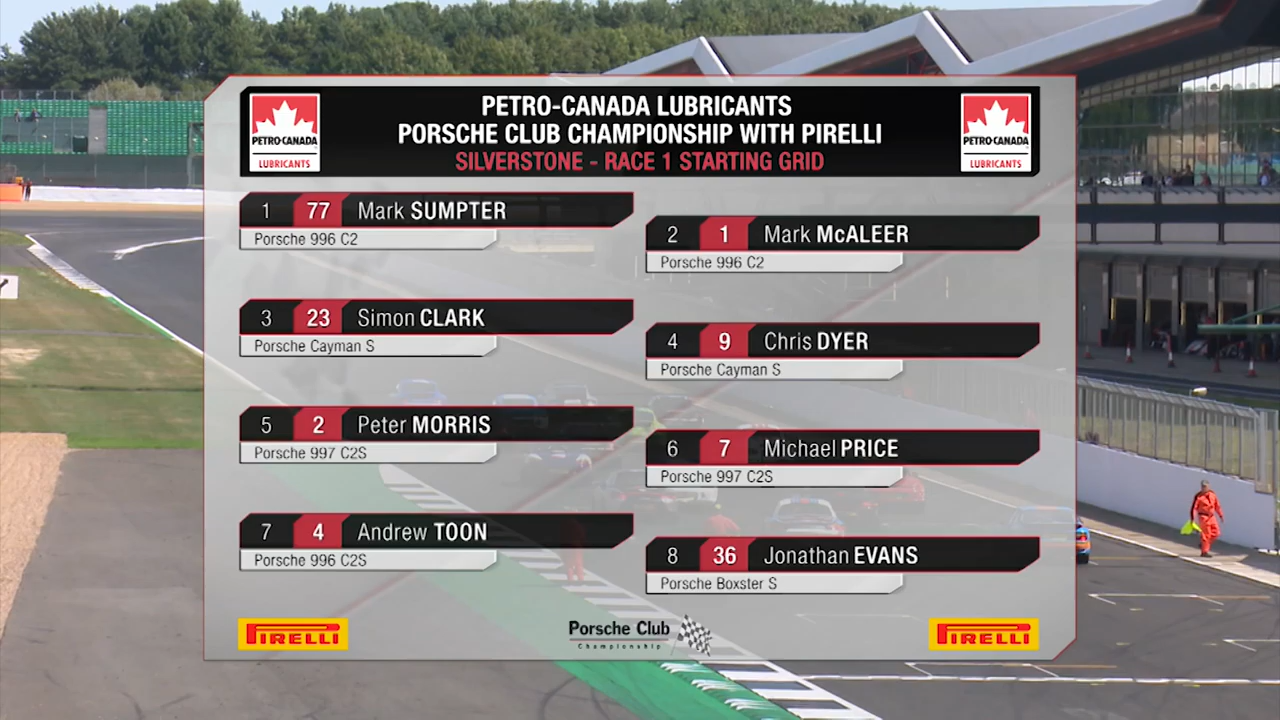 PETRO-CANADA LUBRICANTS
PORSCHE CLUB CHAMPIONSHIP WITH PIRELLI
SILVERSTONE - RACE 1 STARTING GRID
PETRO-CANADA
LUBRICANTS
PETRO-CANADA
LUBRICANTS
1 77 Mark SUMPTER
Porsche 996 C2
2 1 Mark McALEER
Porsche 996 C2
3 23 Simon CLARK
Porsche Cayman S
4 9 Chris DYER
Porsche Cayman S
5 2 Peter MORRIS
Porsche 997 C2S
6 7 Michael PRICE
Porsche 997 C2S
7 4 Andrew TOON
Porsche 996 C2S
8 36 Jonathan EVANS
Porsche Boxster S
PIRELLI
Porsche Club
Championship
PIRELLI